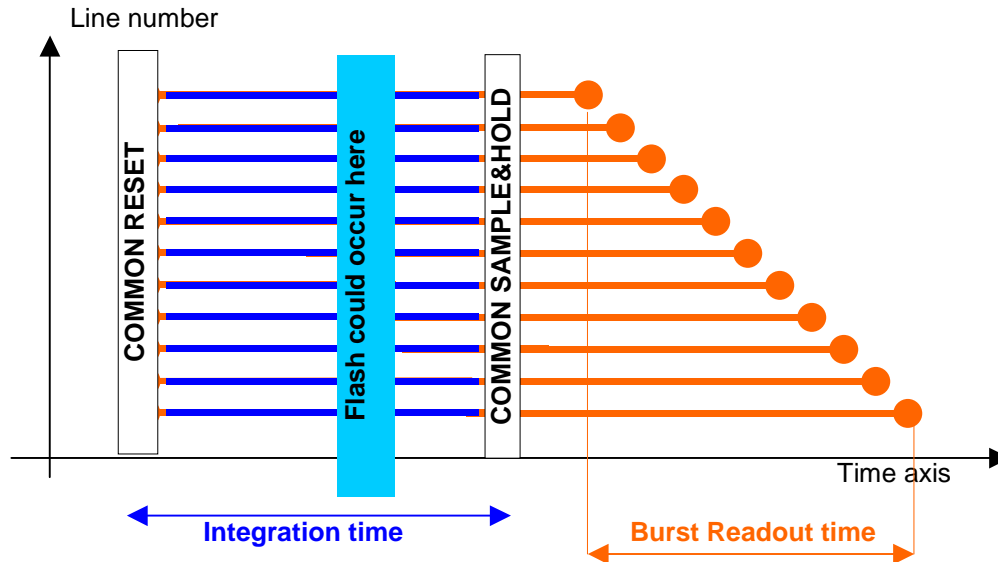 Line number
COMMON RESET
Flash could occur here
COMMON SAMPLE&HOLD
Time axis
Integration time
Burst Readout time